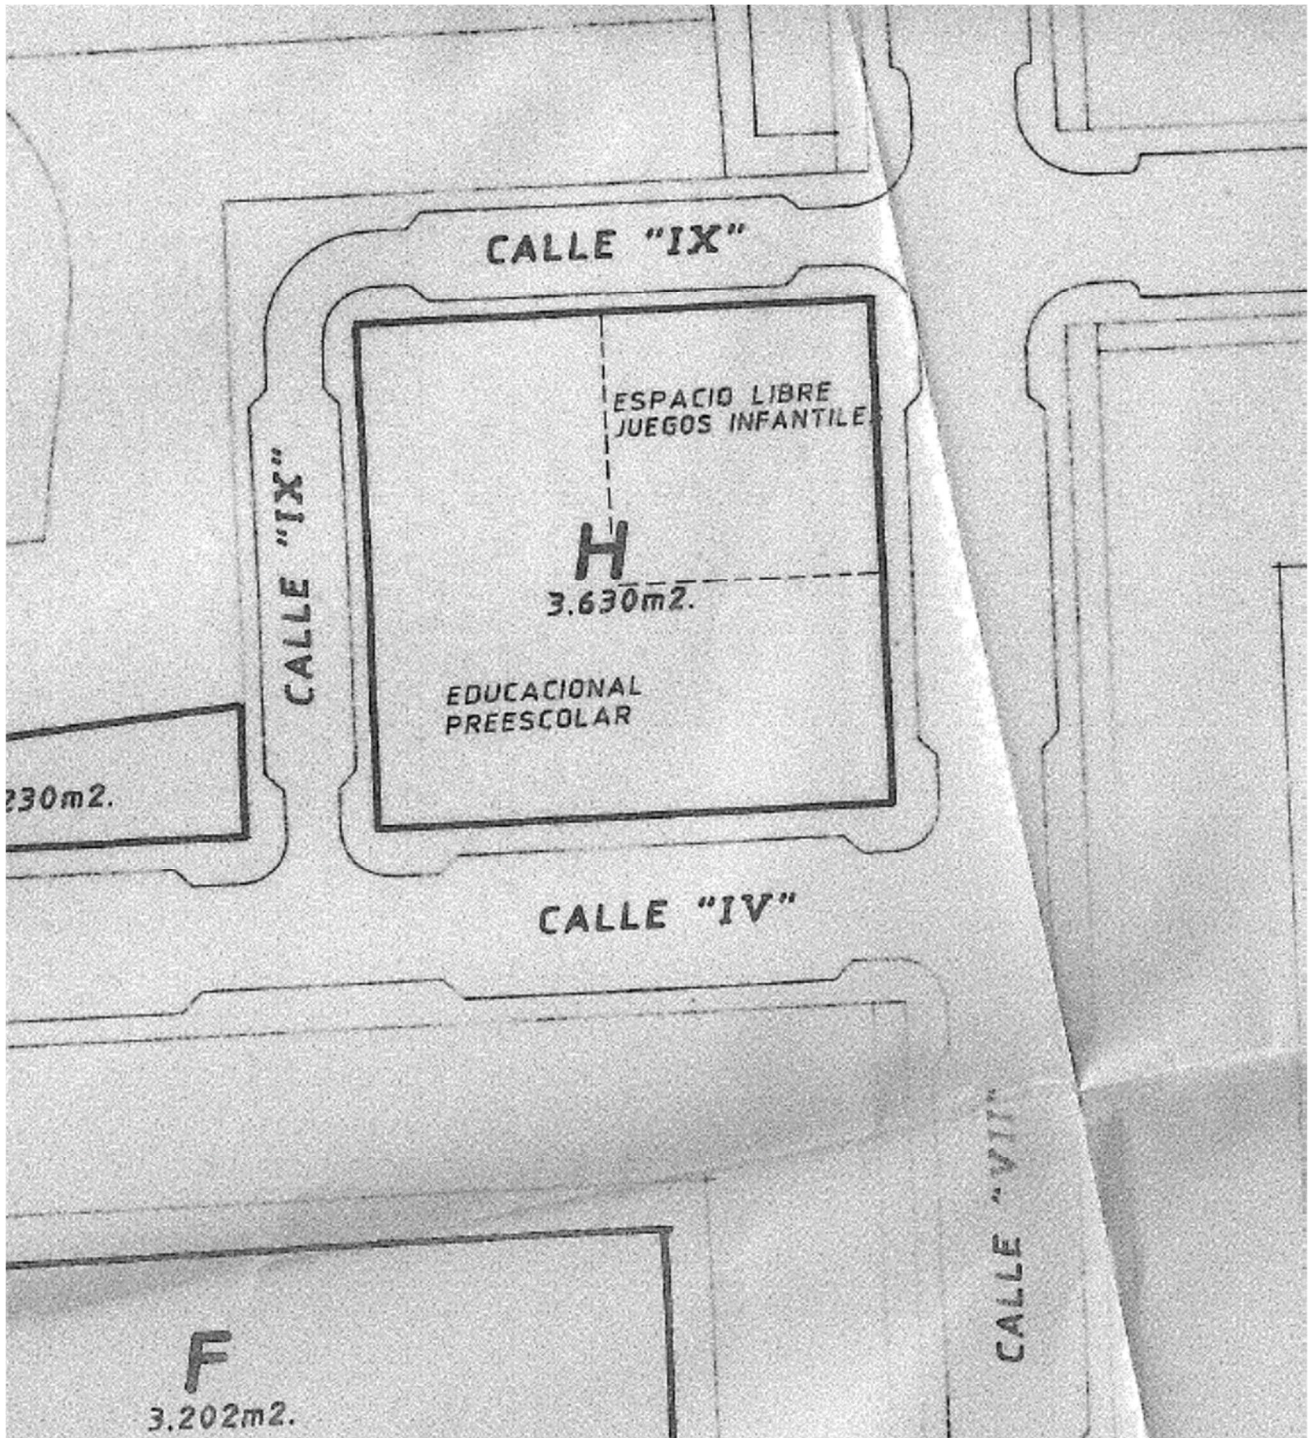 CALLE "IX"
ESPACIO LIBRE
JUEGOS INFANTILE
CALLE "IX"
H
3.630m2.
EDUCACIONAL
PREESCOLAR
230m2.
CALLE "IV"
CALLE "VII"
F
3.202m2.